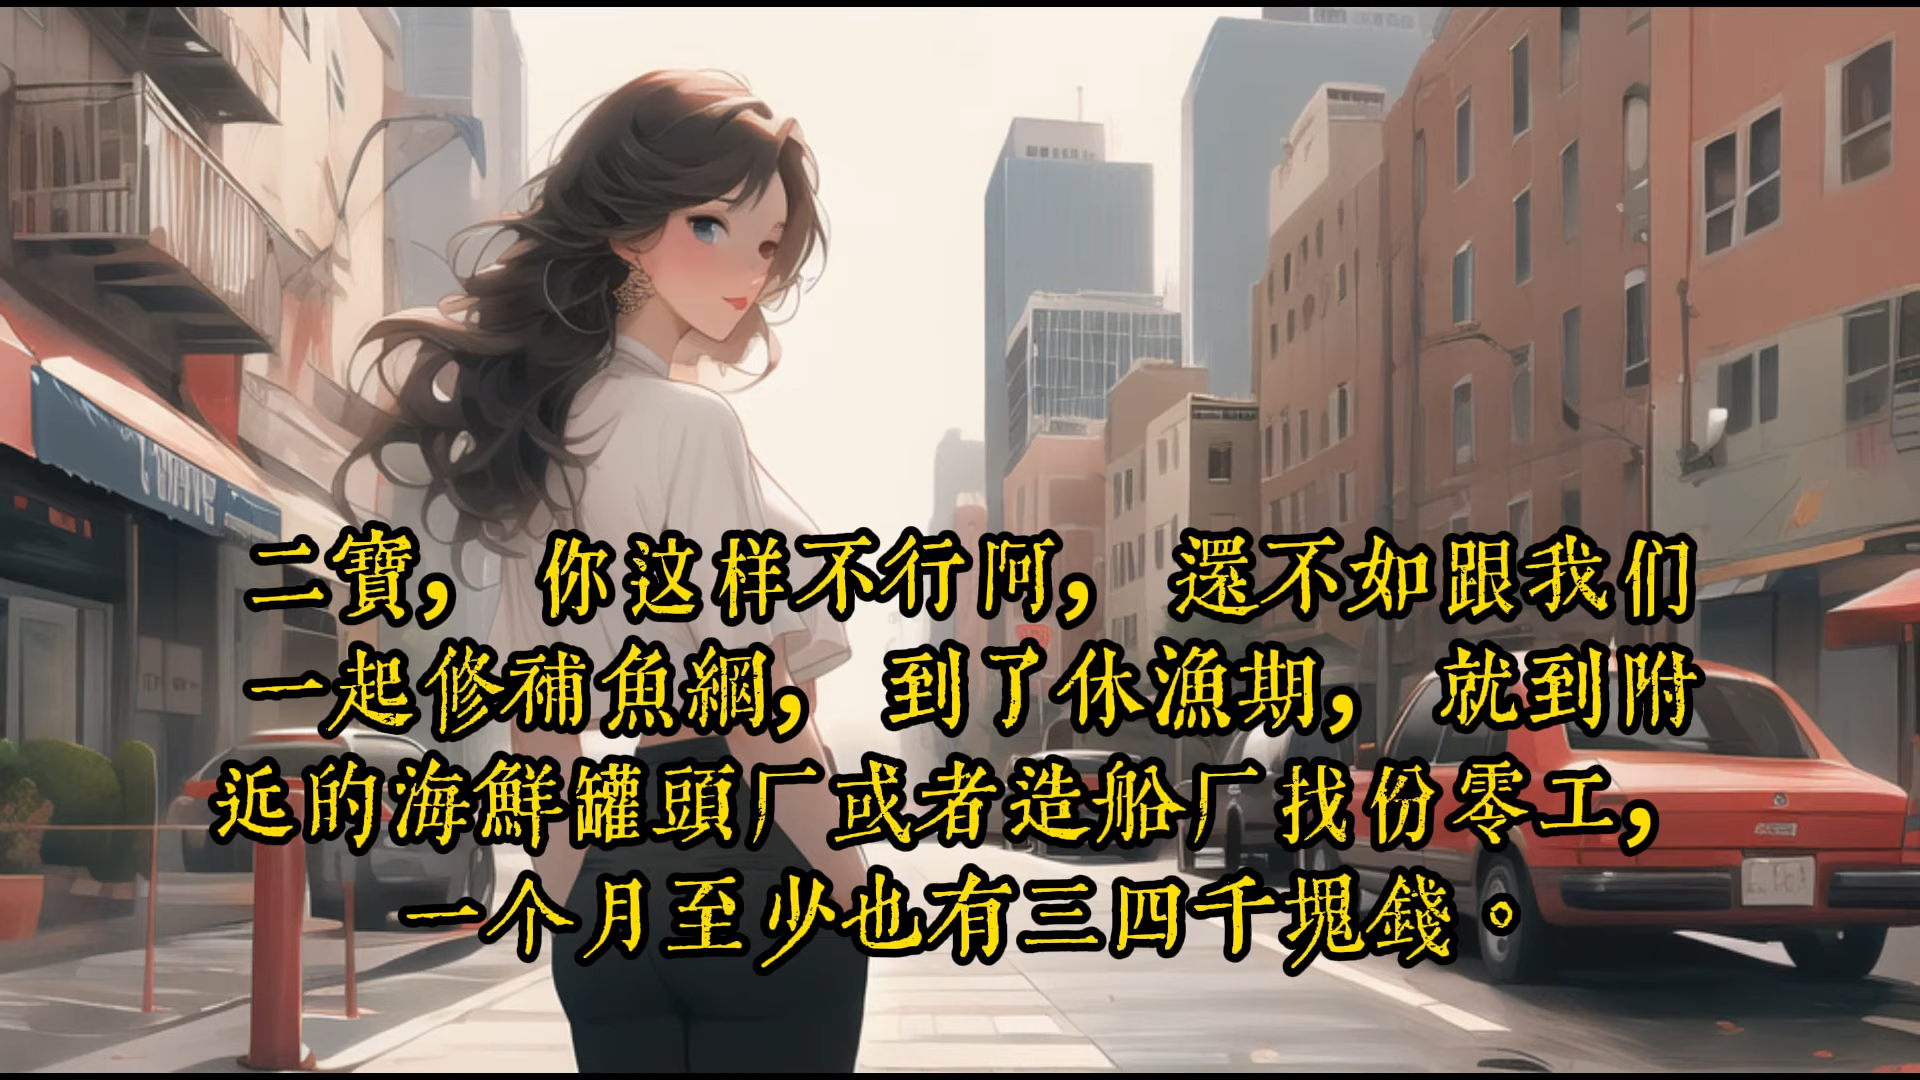 二寶，你这样不行阿，還不如跟我们
一起修補魚網，到了休漁期，就到附
近的海鮮罐頭厂或者造船厂找份零工，
一个月至少也有三四千塊錢。